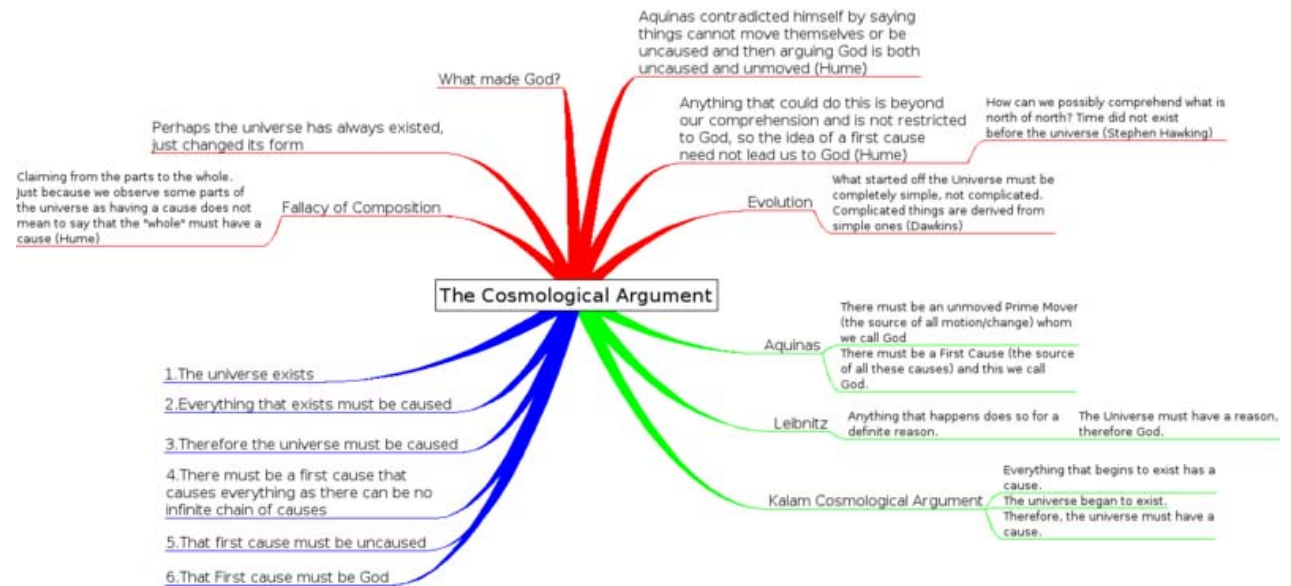 Aquinas contradicted himself by saying
things cannot move themselves or be
uncaused and then arguing God is both
uncaused and unmoved (Hume)
What made God?
Anything that could do this is beyond
our comprehension and is not restricted
to God, so the idea of a first cause
need not lead us to God (Hume)
How can we possibly comprehend what is
north of north? Time did not exist
before the universe (Stephen Hawking)
Perhaps the universe has always existed,
just changed its form
Claiming from the parts to the whole.
Just because we observe some parts of
the universe as having a cause does not
mean to say that the "whole" must have a
cause (Hume)
Fallacy of Composition
Evolution
What started off the Universe must be
completely simple, not complicated.
Complicated things are derived from
simple ones (Dawkins)
The Cosmological Argument
1.The universe exists
2.Everything that exists must be caused
3.Therefore the universe must be caused
4.There must be a first cause that
causes everything as there can be no
infinite chain of causes
5.That first cause must be uncaused
6.That First cause must be God
Aquinas
There must be an unmoved Prime Mover
(the source of all motion/change) whom
we call God
There must be a First Cause (the source
of all these causes) and this we call
God.
Leibnitz
Anything that happens does so for a
definite reason.
The Universe must have a reason,
therefore God.
Kalam Cosmological Argument
Everything that begins to exist has a
cause.
The universe began to exist.
Therefore, the universe must have a
cause.